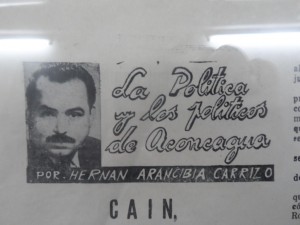 La Politica
y los politicos
de Aconcagua
POR. HERNAN ARANCIBIA CARRIZO
CAIN,